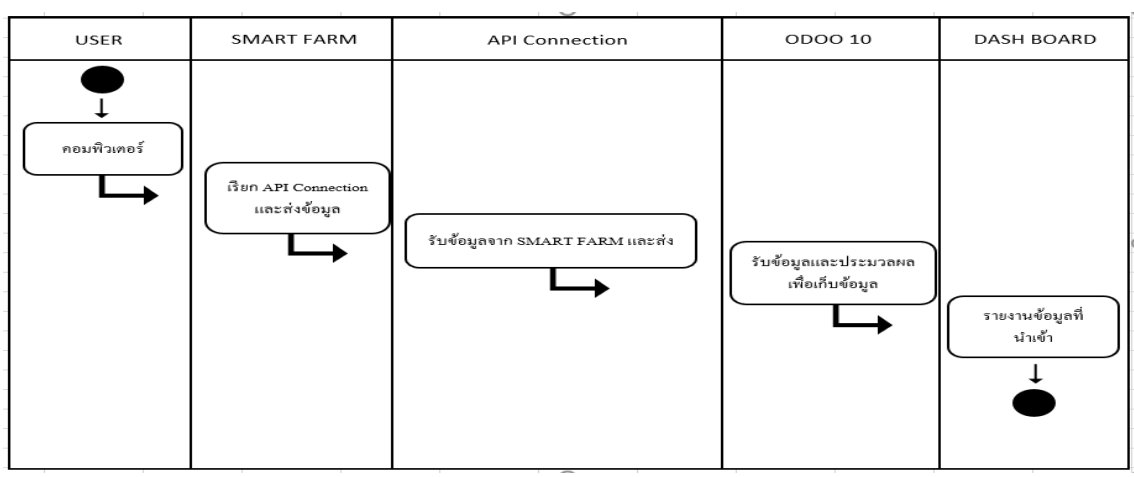 USER
SMART FARM
API Connection
ODOO 10
DASH BOARD
คอมพิวเตอร์
เรียก API Connection
และส่งข้อมูล
รับข้อมูลจาก SMART FARM และส่ง
รับข้อมูลและประมวลผล
เพื่อเก็บข้อมูล
รายงานข้อมูลที่
นำเข้า